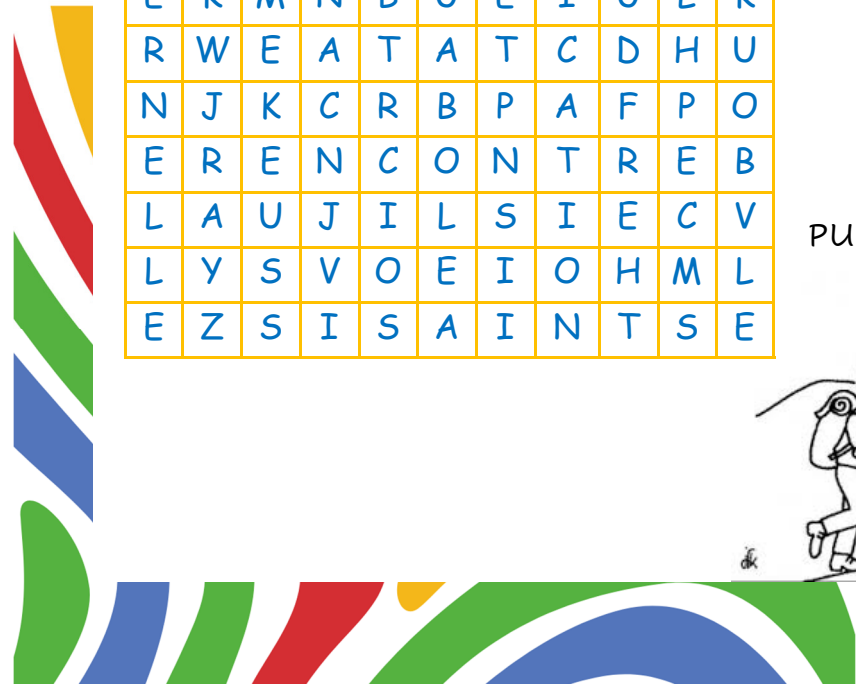 R W E A T A T C D H U
N J K C R B P A F P O
E R E N C O N T R E B
L A U J I L S I E C V
L Y S V O E I O H M L
E Z S I S A I N T S E
PU